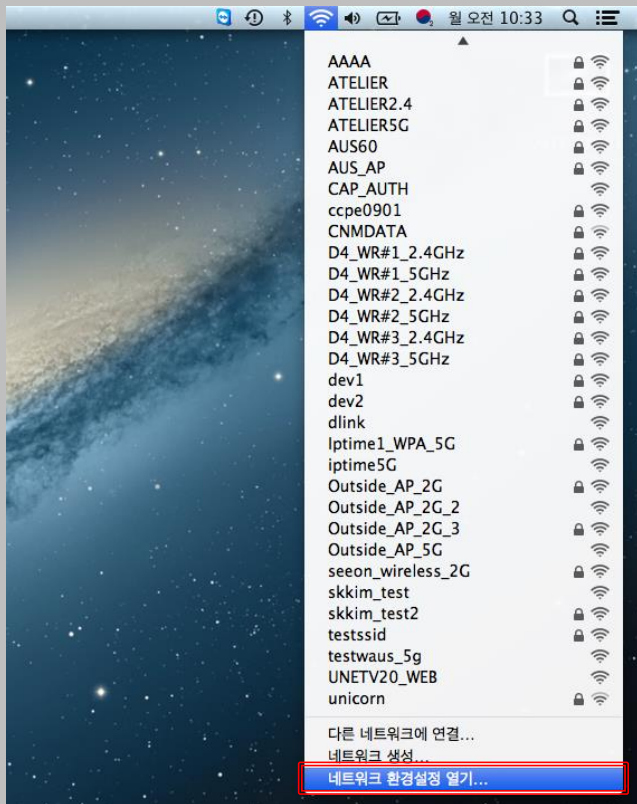 월 오전 10:33
AAAA
ATELIER
ATELIER2.4
ATELIER5G
AUS60
AUS_AP
CAP_AUTH
ccpe0901
CNMDATA
D4_WR#1_2.4GHz
D4_WR#1_5GHz
D4_WR#2_2.4GHz
D4_WR#2_5GHz
D4_WR#3_2.4GHz
D4_WR#3_5GHz
dev1
dev2
dlink
Iptime1_WPA_5G
iptime5G
Outside_AP_2G
Outside_AP_2G_2
Outside_AP_2G_3
Outside_AP_5G
seeon_wireless_2G
skkim_test
skkim_test2
testssid
testwaus_5g
UNETV20_WEB
unicorn
다른 네트워크에 연결...
네트워크 생성...
네트워크 환경설정 열기...